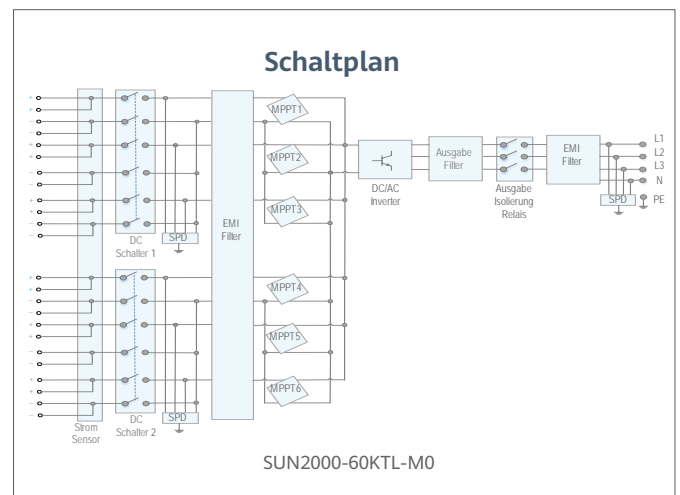 Schaltplan
+
+
−
−
+
+
−
−
+
+
−
−
DC
Schalter 1
SPD
EMI
Filter
MPPT1
MPPT2
MPPT3
DC/AC
Inverter
Ausgabe
Filter
Ausgabe
Isolierung
Relais
EMI
Filter
SPD
L1
L2
L3
N
PE
+
+
−
−
+
+
−
−
+
+
−
−
Strom
Sensor
DC
Schalter 2
SPD
MPPT4
MPPT5
MPPT6
SUN2000-60KTL-M0